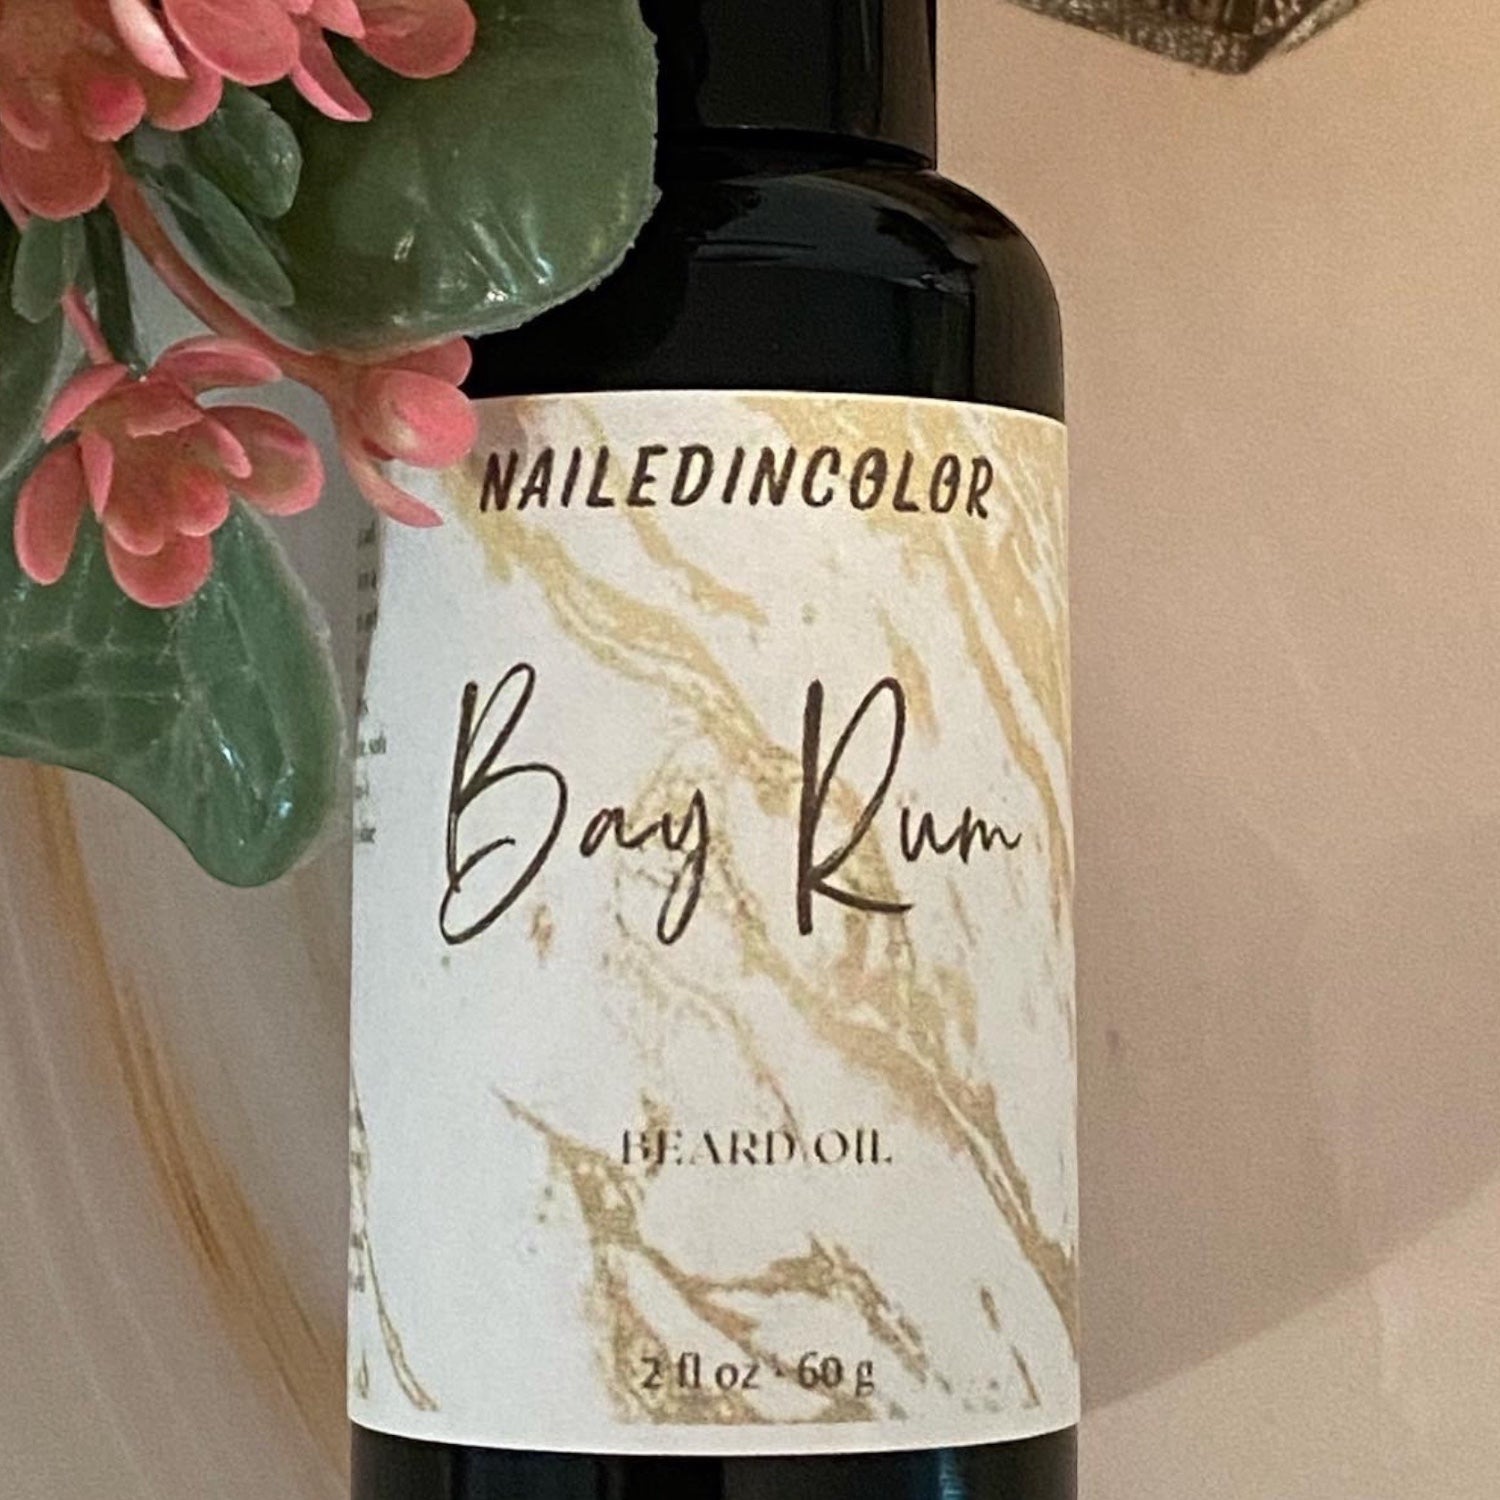 NAILEDINCOLOR
Bay Rum
BEARD OIL
2 fl oz · 60 g